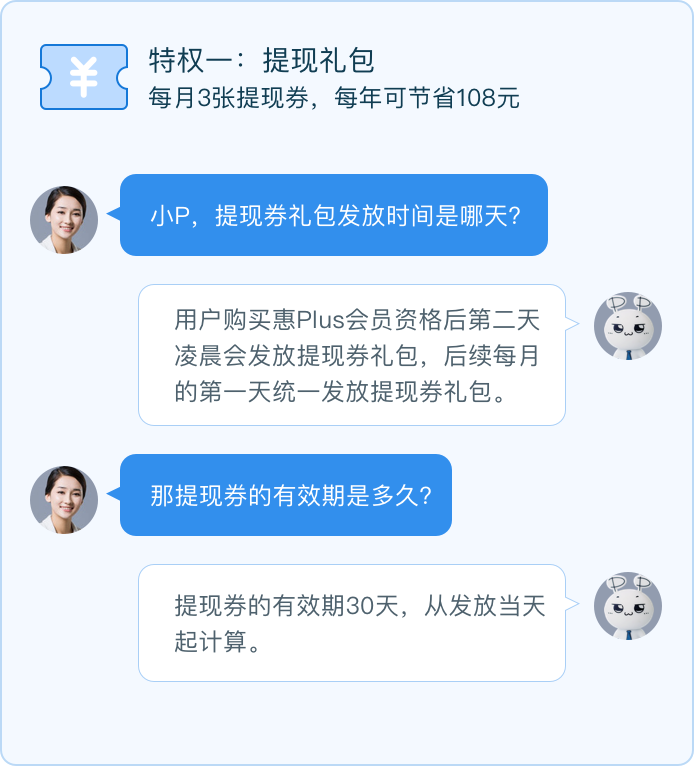 ¥
特权一：提现礼包
每月3张提现券，每年可节省108元
小P，提现券礼包发放时间是哪天？
用户购买惠Plus会员资格后第二天
凌晨会发放提现券礼包，后续每月
的第一天统一发放提现券礼包。
那提现券的有效期是多久？
提现券的有效期30天，从发放当天
起计算。